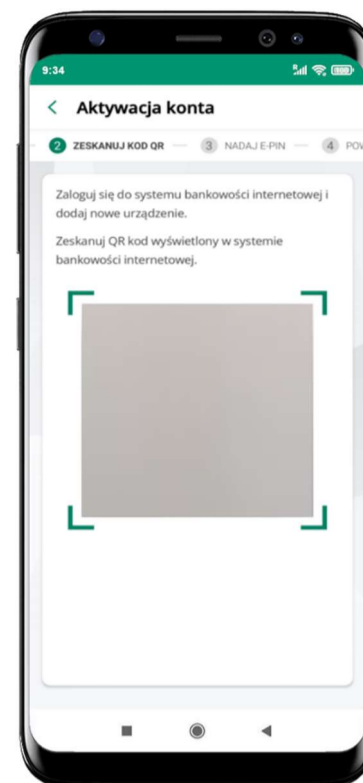 9:34
Aktywacja konta
2 ZESKANUJ KOD QR 3 NADAJ E-PIN 4
Zaloguj się do systemu bankowości internetowej i
dodaj nowe urządzenie.
Zeskanuj QR kod wyświetlony w systemie
bankowości internetowej.